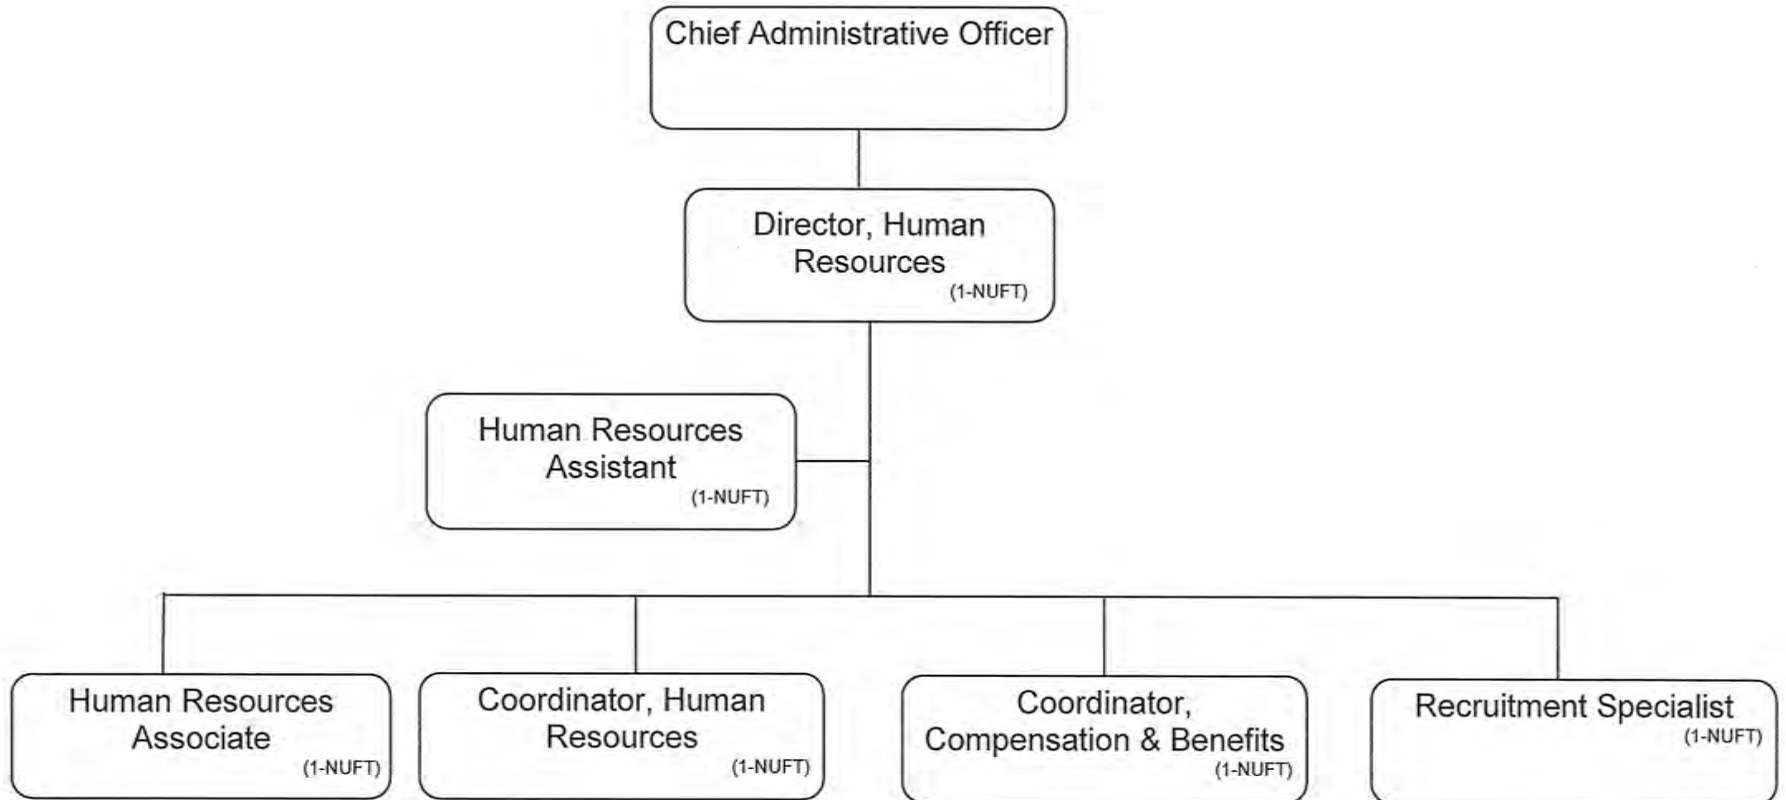 Chief Administrative Officer
Director, Human
Resources
(1-NUFT)
Human Resources
Assistant
(1-NUFT)
Human Resources
Associate
(1-NUFT)
Coordinator, Human
Resources
(1-NUFT)
Coordinator,
Compensation & Benefits
(1-NUFT)
Recruitment Specialist
(1-NUFT)